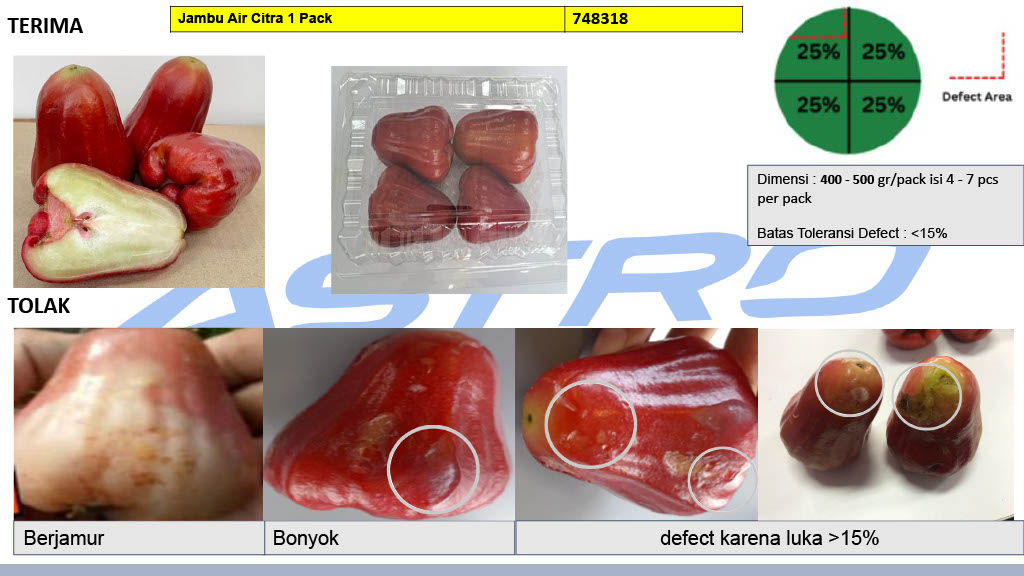 TERIMA
Jambu Air Citra 1 Pack
748318
25%
25%
25%
25%
Defect Area
Dimensi : 400 - 500 gr/pack isi 4 - 7 pcs
per pack
Batas Toleransi Defect : <15%
ASTRO
TOLAK
Berjamur
Bonyok
defect karena luka >15%